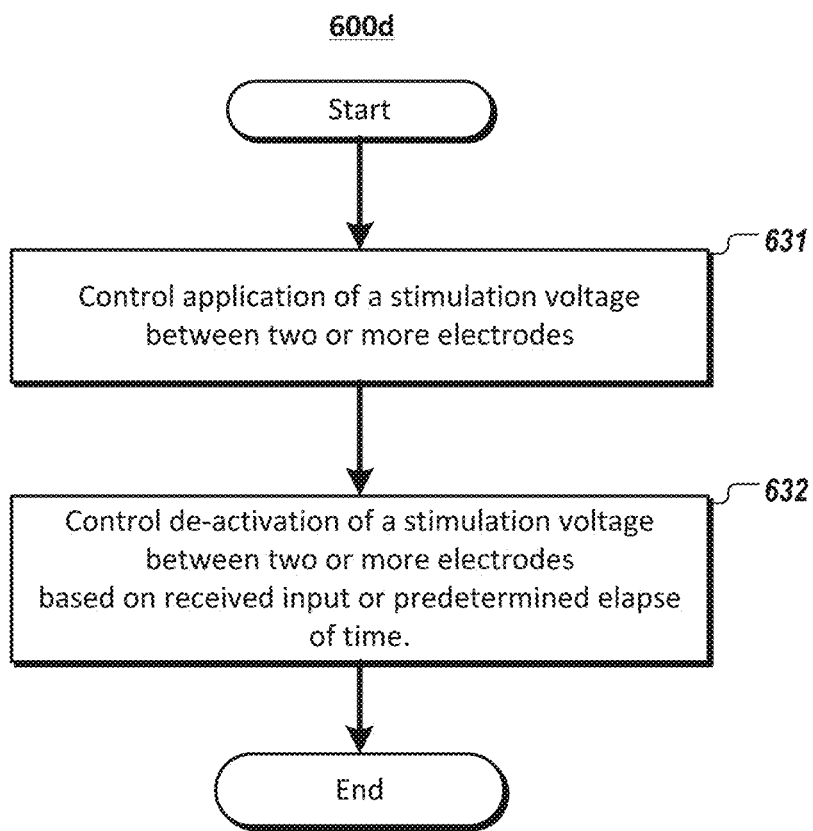 600d
Start
631
Control application of a stimulation voltage
between two or more electrodes
632
Control de-activation of a stimulation voltage
between two or more electrodes
based on received input or predetermined elapse
of time.
End